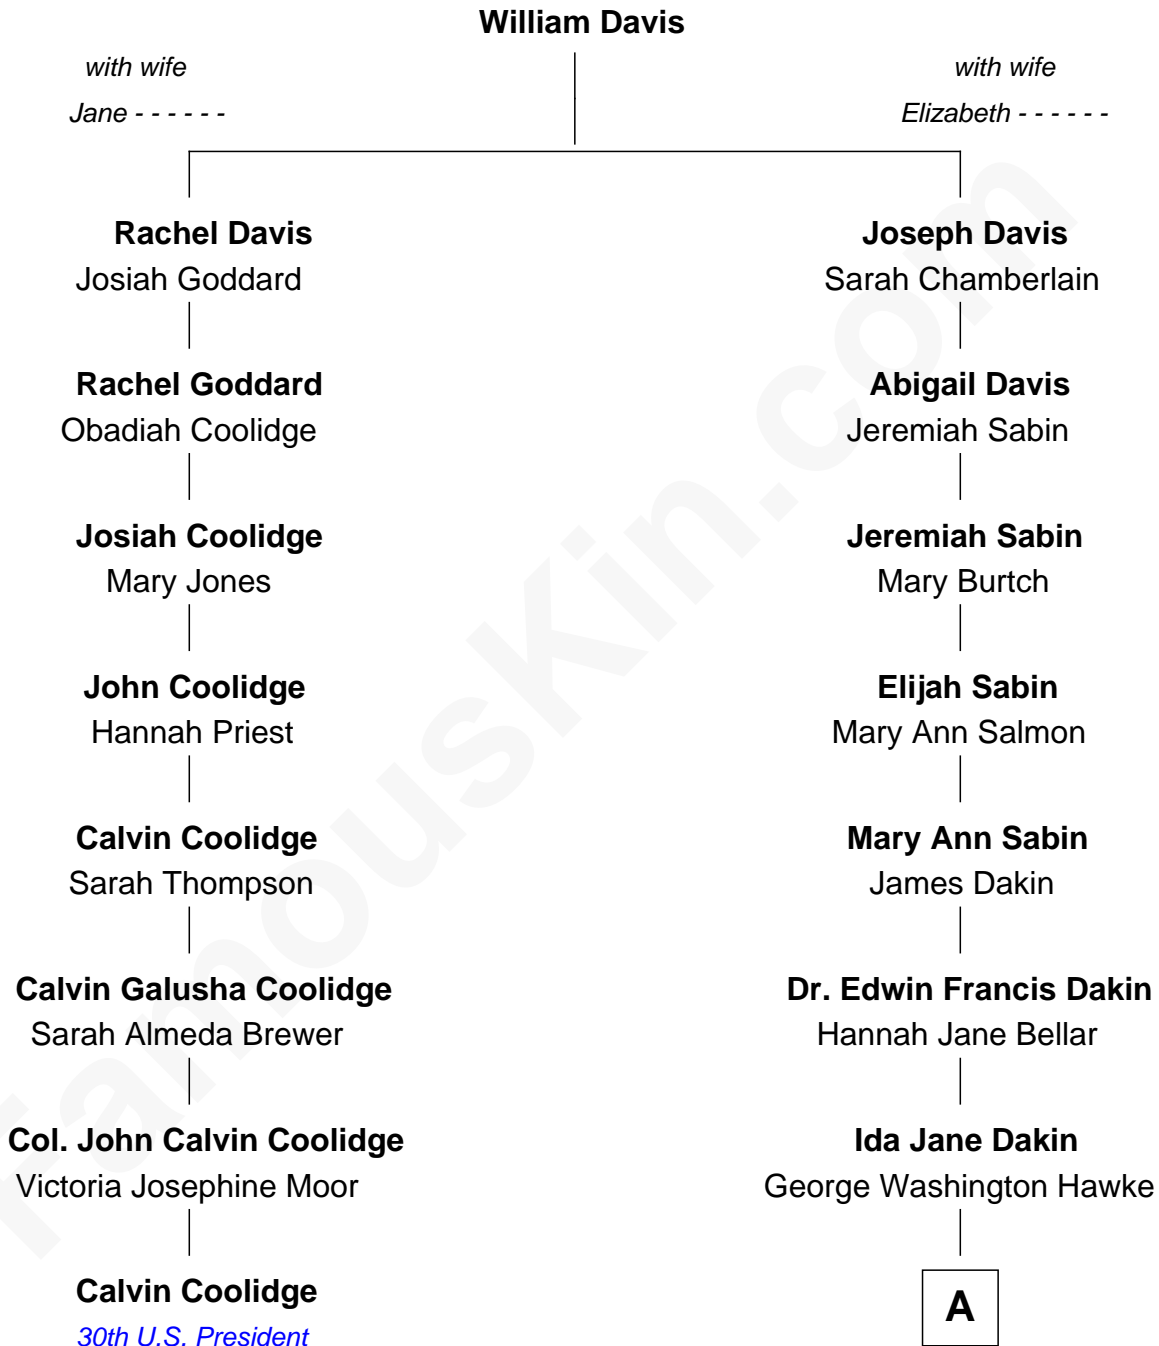 William Davis
with wife
with wife
Jane - - - - - -
Elizabeth - - - - - -
Rachel Davis
Joseph Davis
Josiah Goddard
Sarah Chamberlain
Rachel Goddard
Abigail Davis
Obadiah Coolidge
Jeremiah Sabin
Josiah Coolidge
Jeremiah Sabin
Mary Jones
Mary Burtch
John Coolidge
Elijah Sabin
Hannah Priest
Mary Ann Salmon
Calvin Coolidge
Mary Ann Sabin
Sarah Thompson
James Dakin
Calvin Galusha Coolidge
Dr. Edwin Francis Dakin
Sarah Almeda Brewer
Hannah Jane Bellar
Col. John Calvin Coolidge
Ida Jane Dakin
Victoria Josephine Moor
George Washington Hawke
Calvin Coolidge
A
30th U.S. President
FamousKin.com